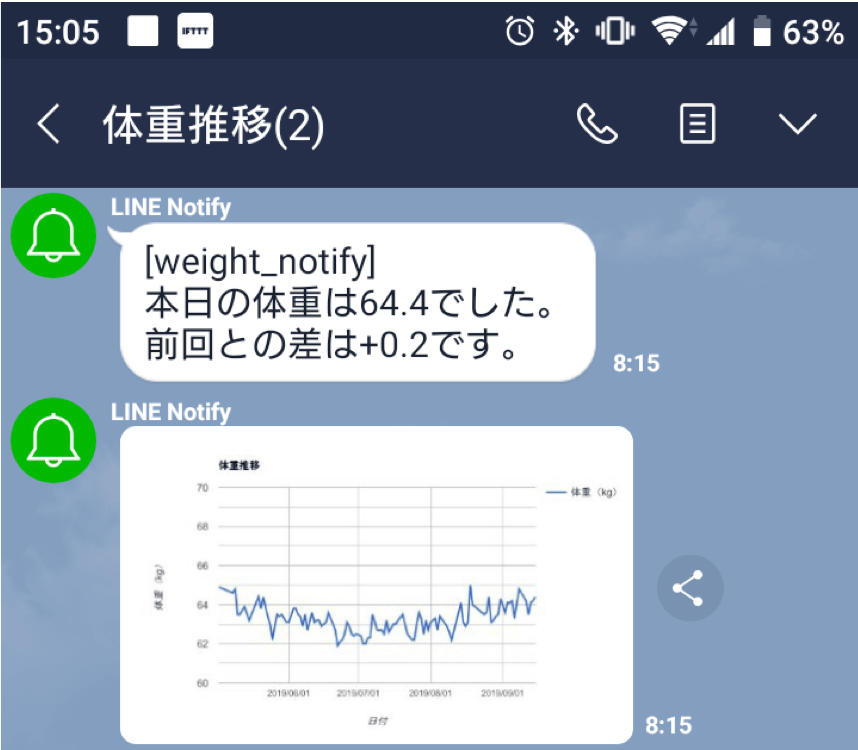 15:05
IFTTT
63%
体重推移(2)
LINE Notify
[weight_notify]
本日の体重は64.4でした。
前回との差は+0.2です。
8:15
LINE Notify
体重推移
体重（kg）
70
68
66
64
62
60
体重（kg）
2019/06/01 2019/07/01 2019/08/01 2019/09/01
日付
8:15